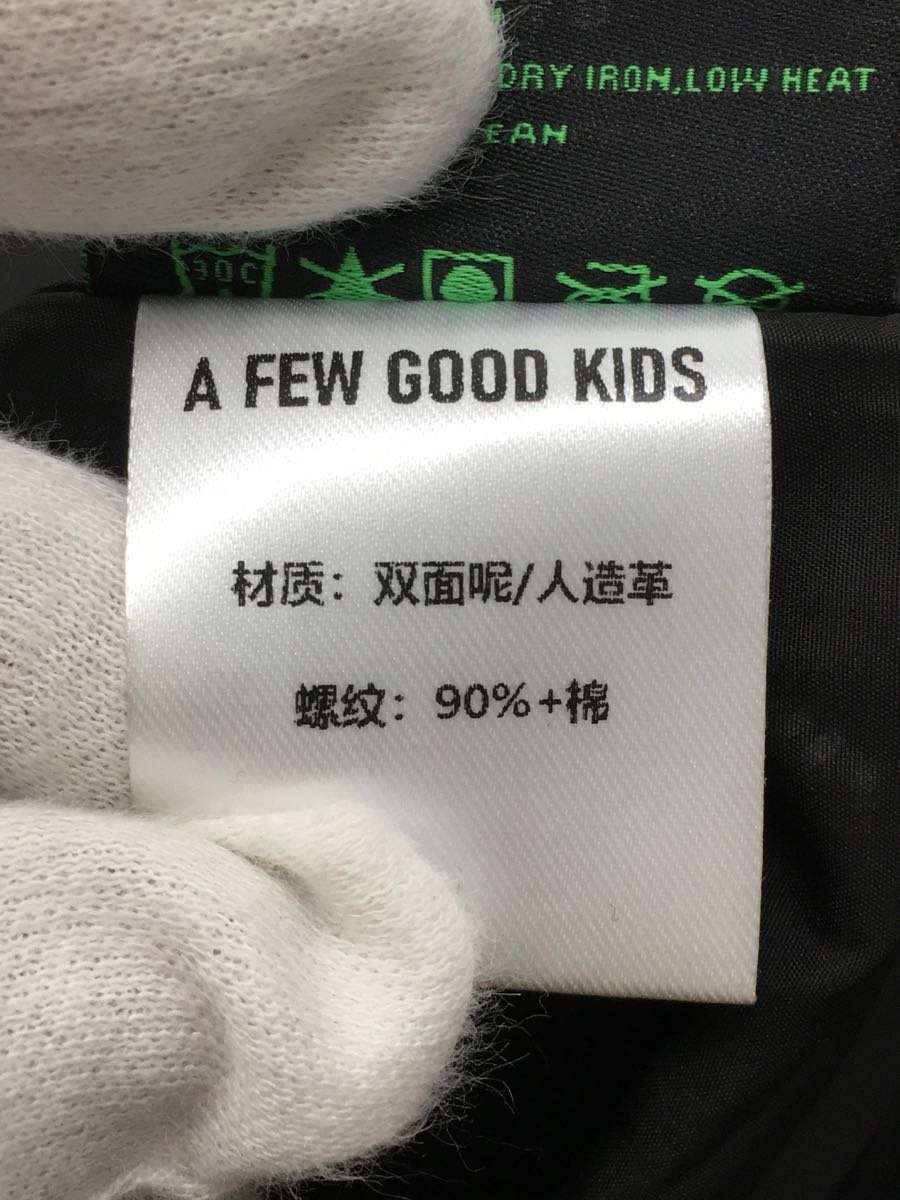 DRY IRON,LOW HEAT
30C
A FEW GOOD KIDS
材质：双面呢/人造革
螺纹：90%+棉